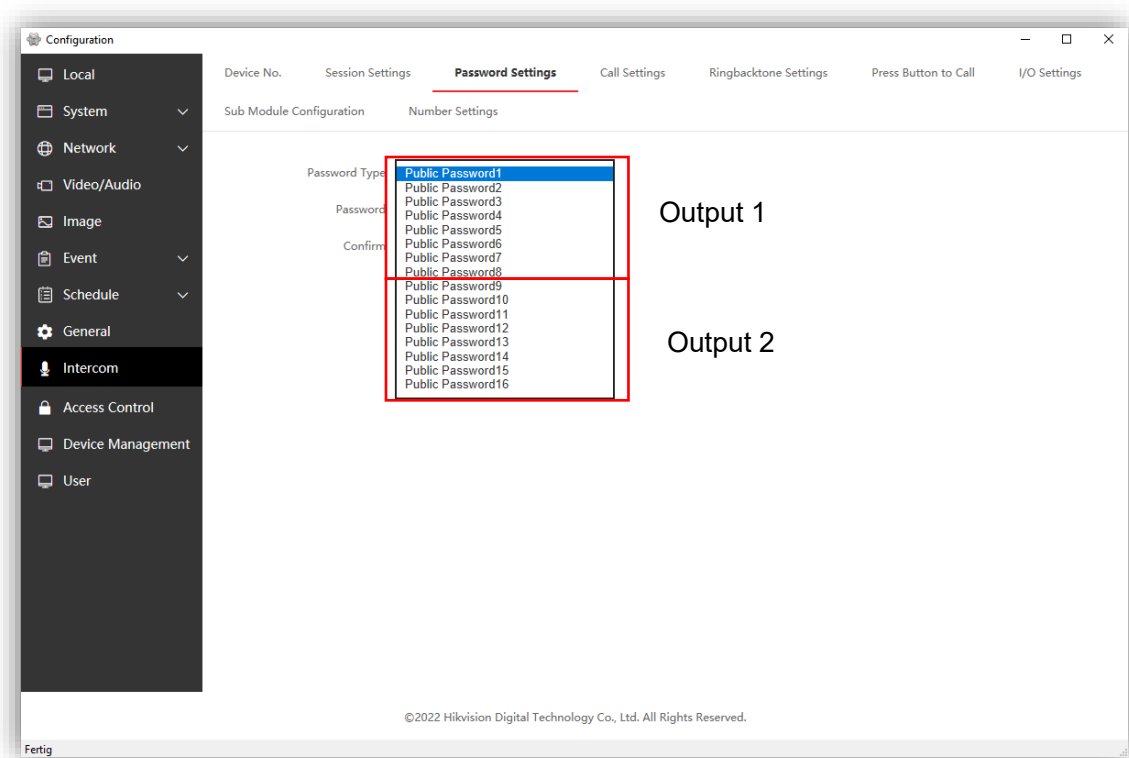 Configuration
Local
System
Network
Video/Audio
Image
Event
Schedule
General
Intercom
Access Control
Device Management
User
Device No.
Session Settings
Password Settings
Call Settings
Ringbacktone Settings
Press Button to Call
I/O Settings
Sub Module Configuration
Number Settings
Password Type
Password
Confirm
Public Password1
Public Password2
Public Password3
Public Password4
Public Password5
Public Password6
Public Password7
Public Password8
Public Password9
Public Password10
Public Password11
Public Password12
Public Password13
Public Password14
Public Password15
Public Password16
Output 1
Output 2
©2022 Hikvision Digital Technology Co., Ltd. All Rights Reserved.
Fertig